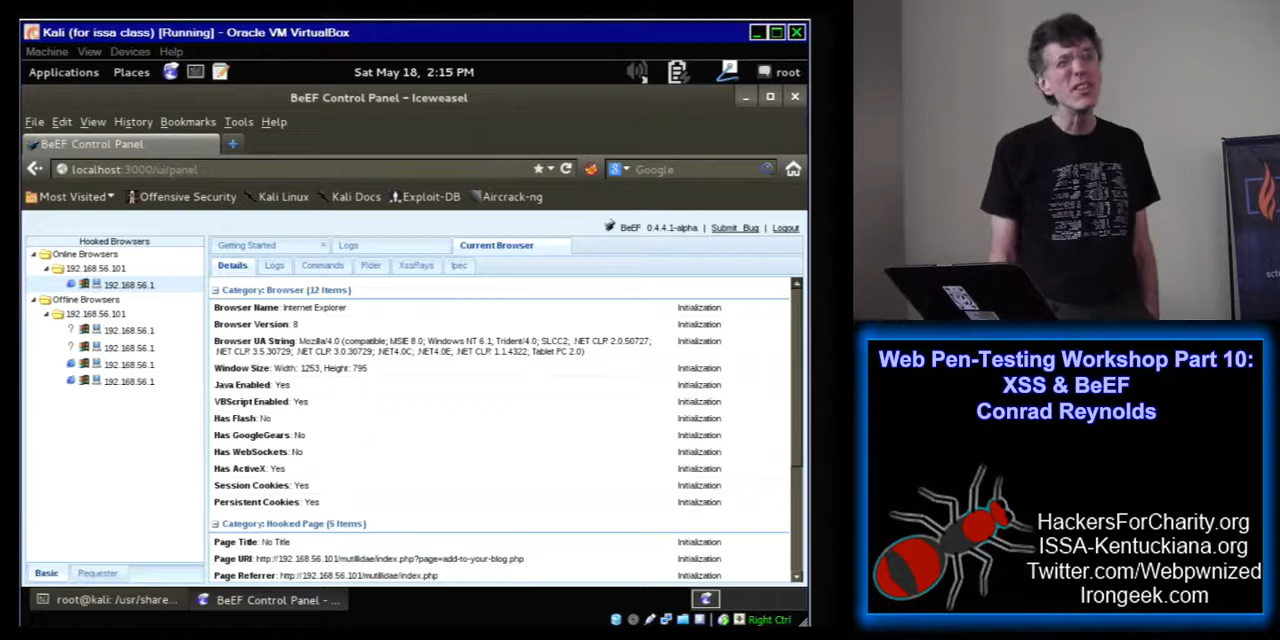 Kali (for issa class) [Running] - Oracle VM VirtualBox
Machine View Devices Help
Applications Places Sat May 18, 2:15 PM root
BeEF Control Panel - Iceweasel
File Edit View History Bookmarks Tools Help
BeEF Control Panel
localhost:3000/ui/panel Google
Most Visited Offensive Security Kali Linux Kali Docs Exploit-DB Aircrack-ng
BeEF 0.4.4.1-alpha | Submit Bug | Logout
Hooked Browsers
Online Browsers
192.168.56.101
192.168.56.1
Offline Browsers
192.168.56.101
192.168.56.1
192.168.56.1
192.168.56.1
192.168.56.1
Basic Requester
Getting Started Logs Current Browser
Details Logs Commands Rider XssRays Ipec
Category: Browser (12 Items)
Browser Name: Internet Explorer Initialization
Browser Version: 8 Initialization
Browser UA String: Mozilla/4.0 (compatible; MSIE 8.0; Windows NT 6.1; Trident/4.0; SLCC2; .NET CLR 2.0.50727; Initialization
.NET CLR 3.5.30729; .NET CLR 3.0.30729; .NET4.0C; .NET4.0E; .NET CLR 1.1.4322; Tablet PC 2.0)
Window Size: Width: 1253, Height: 795 Initialization
Java Enabled: Yes Initialization
VBScript Enabled: Yes Initialization
Has Flash: No Initialization
Has GoogleGears: No Initialization
Has WebSockets: No Initialization
Has ActiveX: Yes Initialization
Session Cookies: Yes Initialization
Persistent Cookies: Yes Initialization
Category: Hooked Page (5 Items)
Page Title: No Title Initialization
Page URI: http://192.168.56.101/mutillidae/index.php?page=add-to-your-blog.php Initialization
Page Referrer: http://192.168.56.101/mutillidae/index.php Initialization
root@kali: /usr/share... BeEF Control Panel - ...
Right Ctrl
Web Pen-Testing Workshop Part 10:
XSS & BeEF
Conrad Reynolds
HackersForCharity.org
ISSA-Kentuckiana.org
Twitter.com/Webpwnized
Irongeek.com